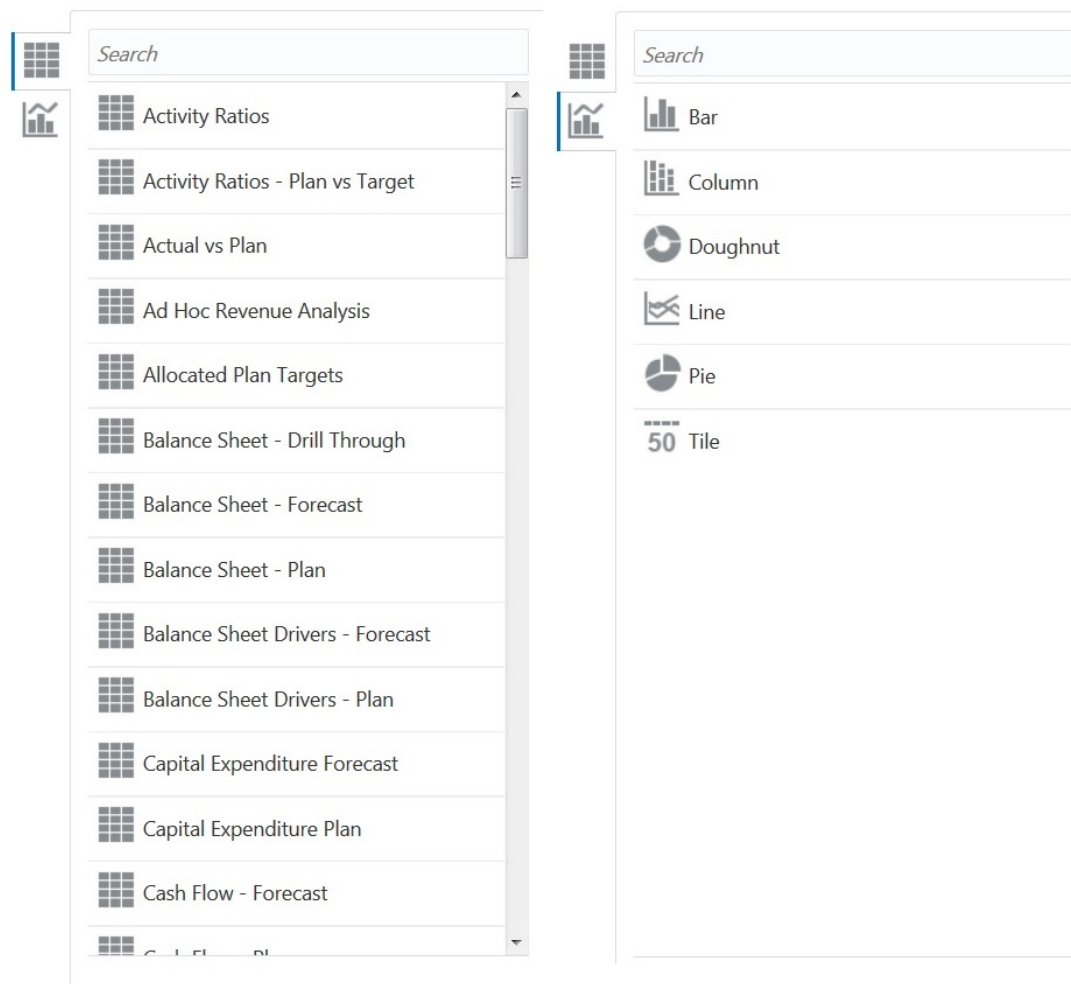 Search
Activity Ratios
Activity Ratios - Plan vs Target
Actual vs Plan
Ad Hoc Revenue Analysis
Allocated Plan Targets
Balance Sheet - Drill Through
Balance Sheet - Forecast
Balance Sheet - Plan
Balance Sheet Drivers - Forecast
Balance Sheet Drivers - Plan
Capital Expenditure Forecast
Capital Expenditure Plan
Cash Flow - Forecast
Search
Bar
Column
Doughnut
Line
Pie
50 Tile